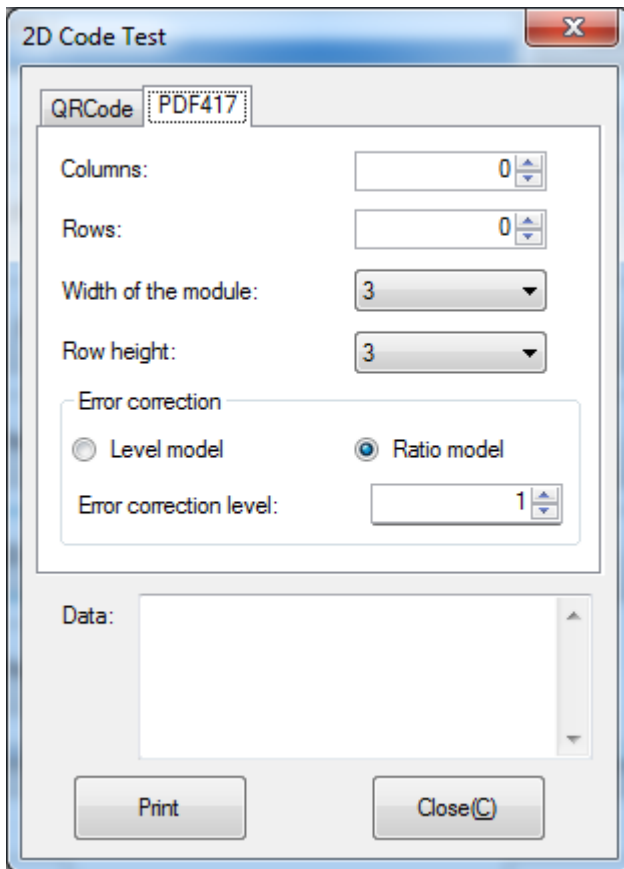 2D Code Test
QRCode PDF417
Columns: 0
Rows: 0
Width of the module: 3
Row height: 3
Error correction
Level model Ratio model
Error correction level: 1
Data:
Print Close(C)